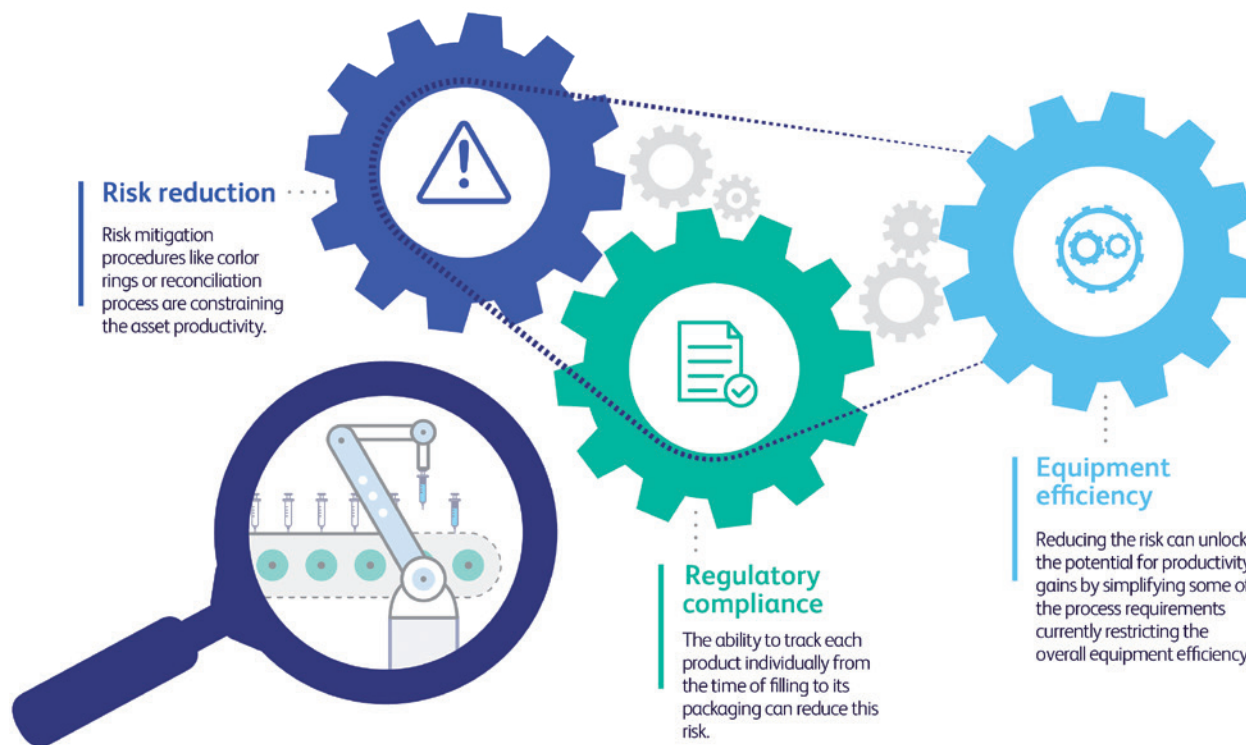 Risk reduction
Risk mitigation
procedures like corlor
rings or reconciliation
process are constraining
the asset productivity.
Regulatory
compliance
The ability to track each
product individually from
the time of filling to its
packaging can reduce this
risk.
Equipment
efficiency
Reducing the risk can unlock
the potential for productivity
gains by simplifying some of
the process requirements
currently restricting the
overall equipment efficiency